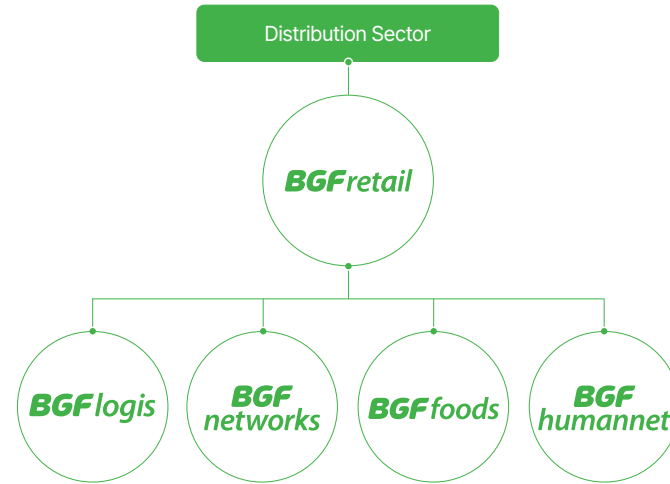 Distribution Sector
BGFretail
BGFlogis
BGF
networks
BGFfoods
BGF
humannet